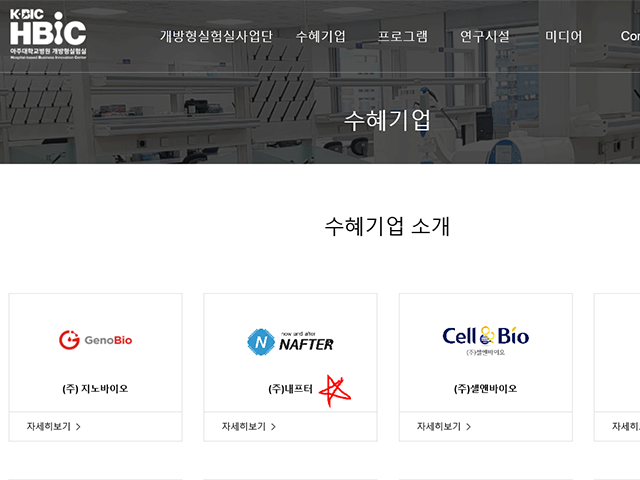 K-BIC
HBIC
아주대학교병원 개방형실험실
Hospital-based Business Innovation Center
개방형실험실사업단 수혜기업 프로그램 연구시설 미디어 Con
수혜기업
수혜기업 소개
GenoBio
(주) 지노바이오
자세히보기 >
N
now and after
NAFTER
(주)내프터
자세히보기 >
Cell & Bio
(주)셀앤바이오
(주)셀앤바이오
자세히보기 >
자세히